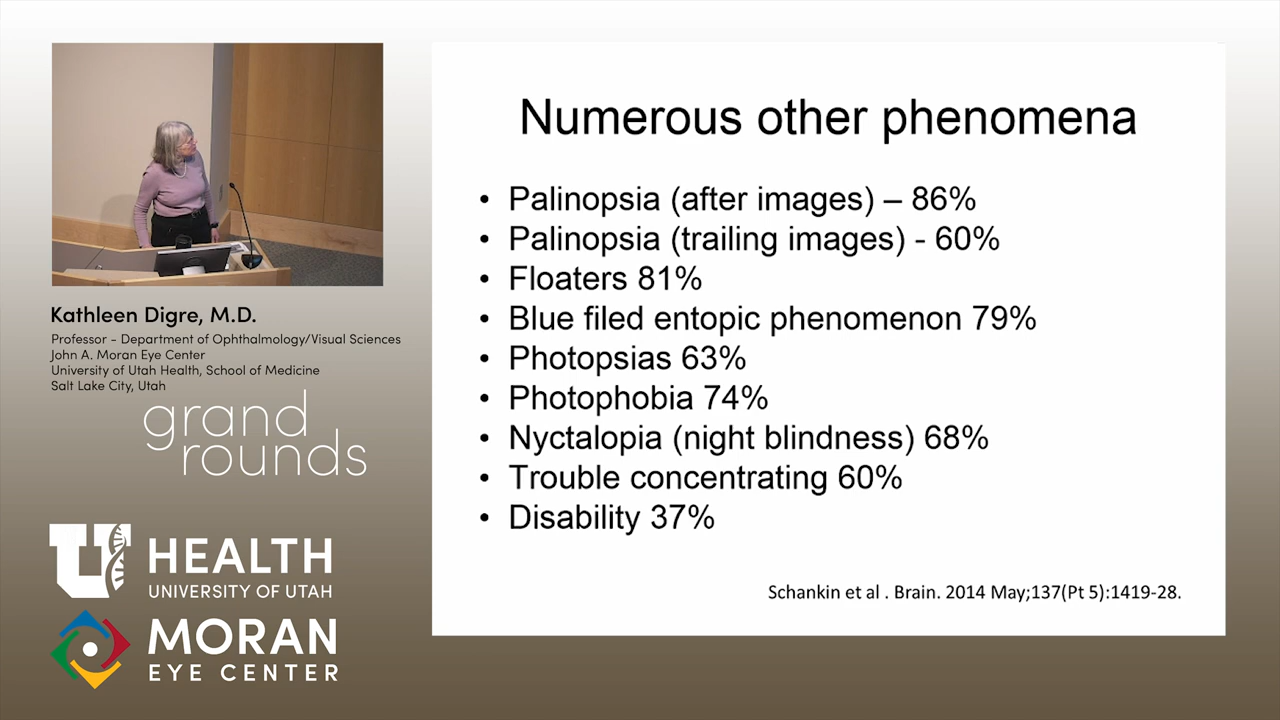 Numerous other phenomena
• Palinopsia (after images) – 86%
• Palinopsia (trailing images) - 60%
• Floaters 81%
• Blue filed entopic phenomenon 79%
• Photopsias 63%
• Photophobia 74%
• Nyctalopia (night blindness) 68%
• Trouble concentrating 60%
• Disability 37%
Schankin et al . Brain. 2014 May;137(Pt 5):1419-28.
Kathleen Digre, M.D.
Professor - Department of Ophthalmology/Visual Sciences
John A. Moran Eye Center
University of Utah Health, School of Medicine
Salt Lake City, Utah
grand
rounds
U HEALTH
UNIVERSITY OF UTAH
MORAN
EYE CENTER